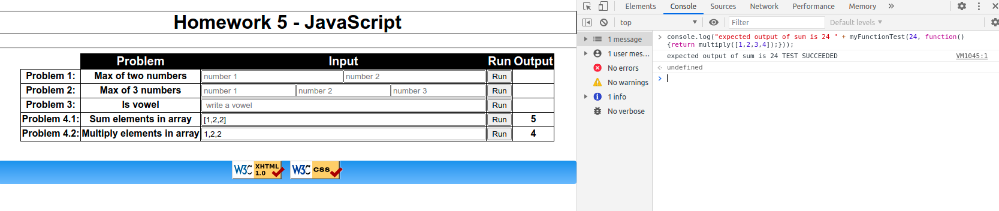 Homework 5 - JavaScript
Problem Input Run Output
Problem 1: Max of two numbers number 1 number 2 Run
Problem 2: Max of 3 numbers number 1 number 2 number 3 Run
Problem 3: Is vowel write a vowel Run
Problem 4.1: Sum elements in array [1,2,2] Run 5
Problem 4.2: Multiply elements in array 1,2,2 Run 4
W3C XHTML 1.0 W3C css
Elements Console Sources Network Performance Memory »
top Filter Default levels
1 message
1 user mes...
No errors
No warnings
1 info
No verbose
console.log("expected output of sum is 24 " + myFunctionTest(24, function()
{return multiply([1,2,3,4]);}));
expected output of sum is 24 TEST SUCCEEDED VM1045:1
undefined